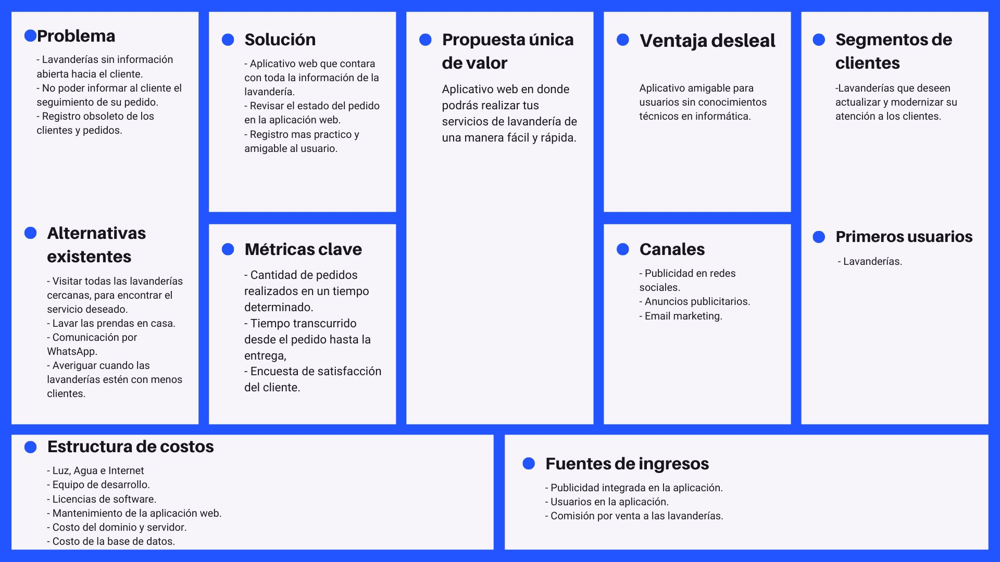 Problema
- Lavanderías sin información
abierta hacia el cliente.
- No poder informar al cliente el
seguimiento de su pedido.
- Registro obsoleto de los
clientes y pedidos.
Alternativas
existentes
- Visitar todas las lavanderías
cercanas, para encontrar el
servicio deseado.
- Lavar las prendas en casa.
- Comunicación por
WhatsApp.
- Averiguar cuando las
lavanderías estén con menos
clientes.
Solución
- Aplicativo web que contara
con toda la información de la
lavandería.
- Revisar el estado del pedido
en la aplicación web.
- Registro mas practico y
amigable al usuario.
Métricas clave
- Cantidad de pedidos
realizados en un tiempo
determinado.
- Tiempo transcurrido
desde el pedido hasta la
entrega,
- Encuesta de satisfacción
del cliente.
Propuesta única
de valor
Aplicativo web en donde
podrás realizar tus
servicios de lavandería de
una manera fácil y rápida.
Ventaja desleal
Aplicativo amigable para
usuarios sin conocimientos
técnicos en informática.
Canales
- Publicidad en redes
sociales.
- Anuncios publicitarios.
- Email marketing.
Segmentos de
clientes
-Lavanderías que deseen
actualizar y modernizar su
atención a los clientes.
Primeros usuarios
- Lavanderías.
Estructura de costos
- Luz, Agua e Internet
- Equipo de desarrollo.
- Licencias de software.
- Mantenimiento de la aplicación web.
- Costo del dominio y servidor.
- Costo de la base de datos.
Fuentes de ingresos
- Publicidad integrada en la aplicación.
- Usuarios en la aplicación.
- Comisión por venta a las lavanderías.